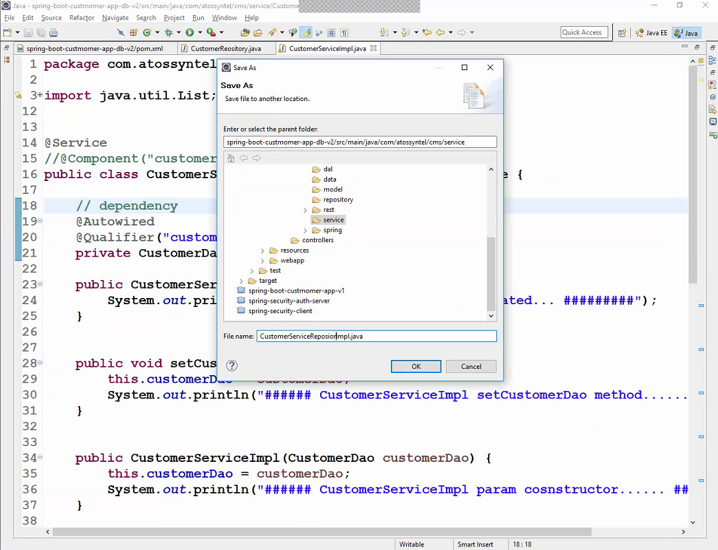 spring - spring-boot-custmomer-app-db-v2/src/main/java/com/atossyntel/cms/service/Custome
Edit Source Refactor Navigate Search Project Run Window Help
Quick Access Java EE Java
spring-boot-custmomer-app-db-v2/pom.xml CustomerRespository.java CustomerServiceImpl.java
1 package com.atossyntel
2
3 import java.util.List;
12
13
14 @Service
15 //@Component("customer
16 public class CustomerS e {
17
18 // dependency
19 @Autowired
20 @Qualifier("custom
21 private CustomerDa
22
23 public CustomerSer
24 System.out.pri ated... #########");
25 }
26
27
28 public void setCus
29 this.customerDao = customerDao;
30 System.out.println("###### CustomerServiceImpl setCustomerDao method......
31 }
32
33
34 public CustomerServiceImpl(CustomerDao customerDao) {
35 this.customerDao = customerDao;
36 System.out.println("###### CustomerServiceImpl param cosnstructor...... ##
37 }
38
Save As
Save As
Save file to another location.
Enter or select the parent folder:
spring-boot-custmomer-app-db-v2/src/main/java/com/atossyntel/cms/service
dal
data
model
repository
rest
service
spring
controllers
resources
webapp
test
target
spring-boot-custmomer-app-v1
spring-security-auth-server
spring-security-client
File name: CustomerServiceReposiorImpl.java
? OK Cancel
Writable Smart Insert 18 : 18